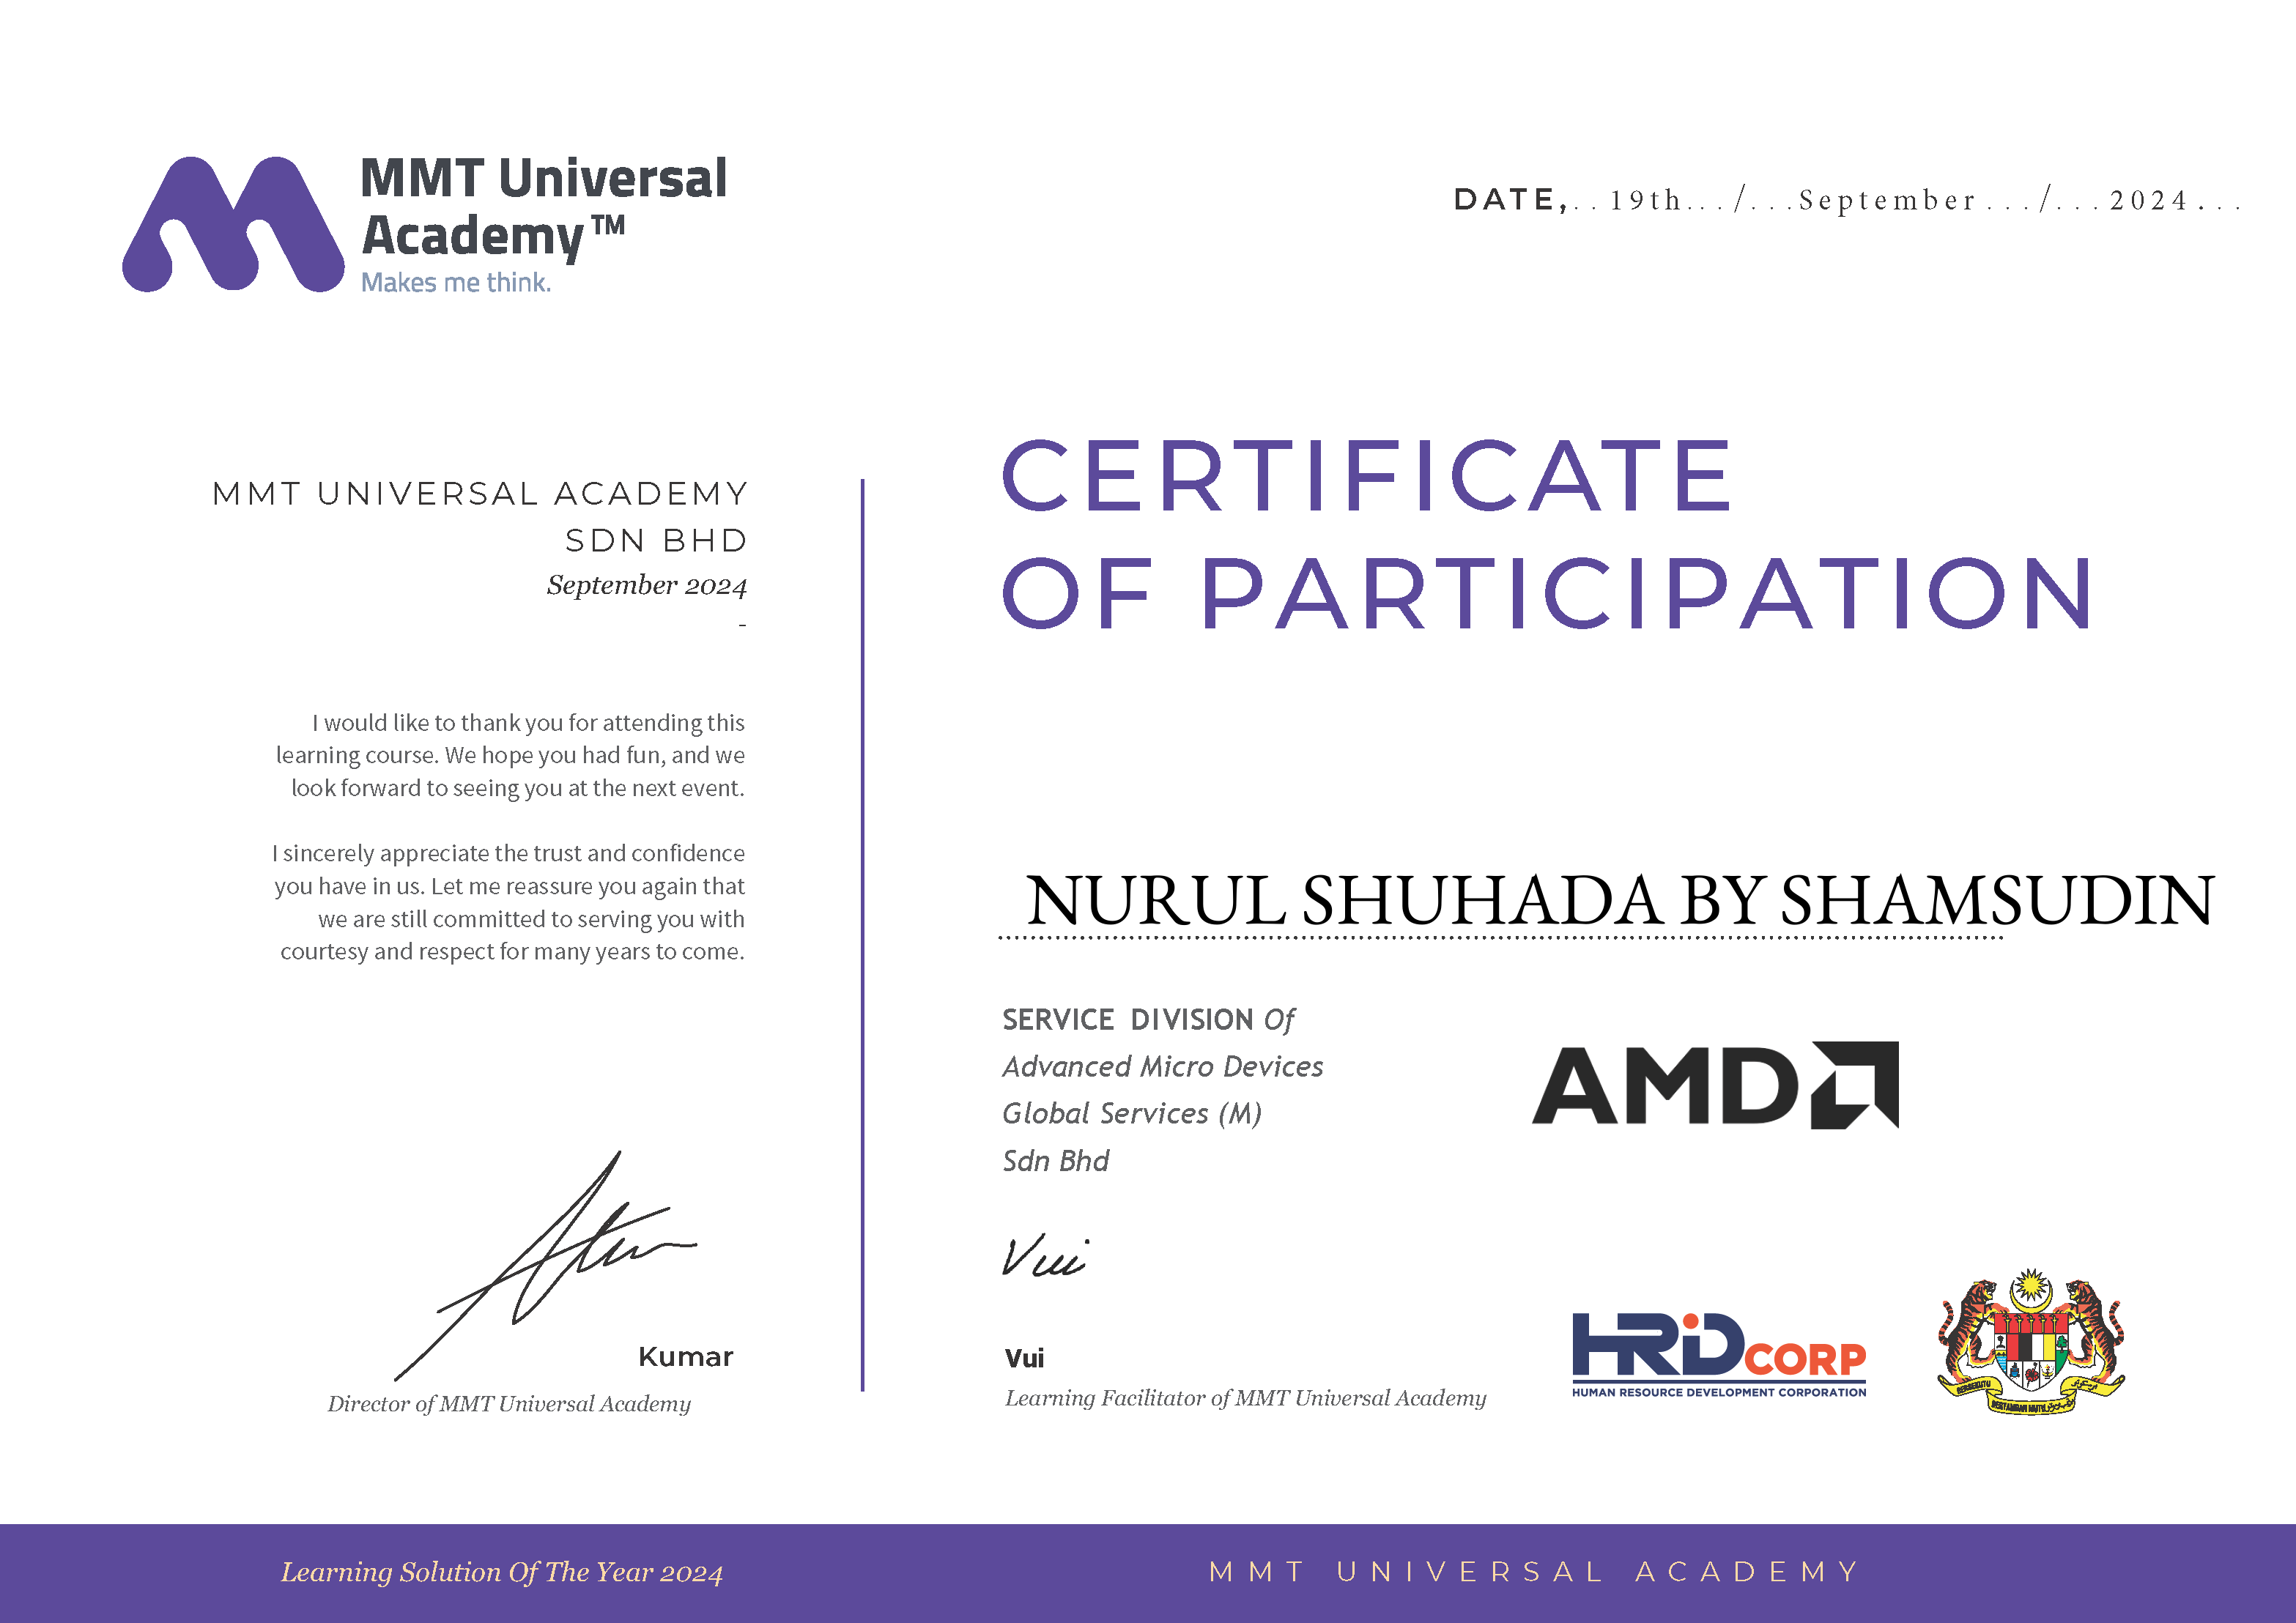 MMT Universal
Academy™
Makes me think.
DATE,. . 19th. . . / . . . September . . . / . . . 2024 . . .
MMT UNIVERSAL ACADEMY
SDN BHD
September 2024
-
I would like to thank you for attending this
learning course. We hope you had fun, and we
look forward to seeing you at the next event.
I sincerely appreciate the trust and confidence
you have in us. Let me reassure you again that
we are still committed to serving you with
courtesy and respect for many years to come.
Kumar
Director of MMT Universal Academy
CERTIFICATE
OF PARTICIPATION
NURUL SHUHADA BY SHAMSUDIN
SERVICE DIVISION Of
Advanced Micro Devices
Global Services (M)
Sdn Bhd
AMD
Vui
Vui
Learning Facilitator of MMT Universal Academy
HRD CORP
HUMAN RESOURCE DEVELOPMENT CORPORATION
BERSEKUTU
BERTAMBAH MUTU
Learning Solution Of The Year 2024
MMT UNIVERSAL ACADEMY